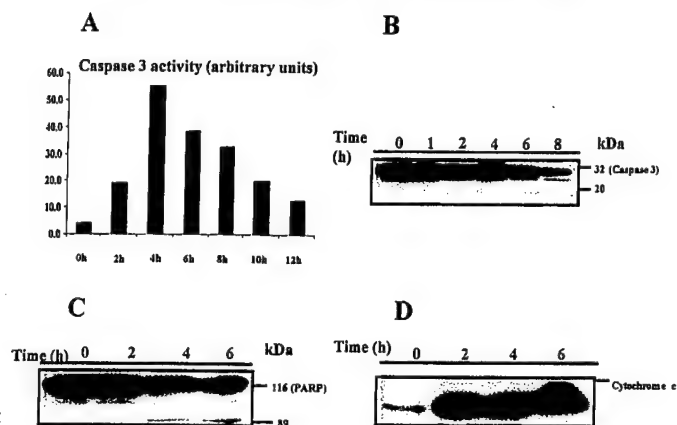 A
Caspase 3 activity (arbitrary units)
60.0
50.0
40.0
30.0
20.0
10.0
0.0
0h 2h 4h 6h 8h 10h 12h
B
Time (h) 0 1 2 4 6 8 kDa
32 (Caspase 3)
20
C
Time (h) 0 2 4 6 kDa
116 (PARP)
89
D
Time (h) 0 2 4 6
Cytochrome c